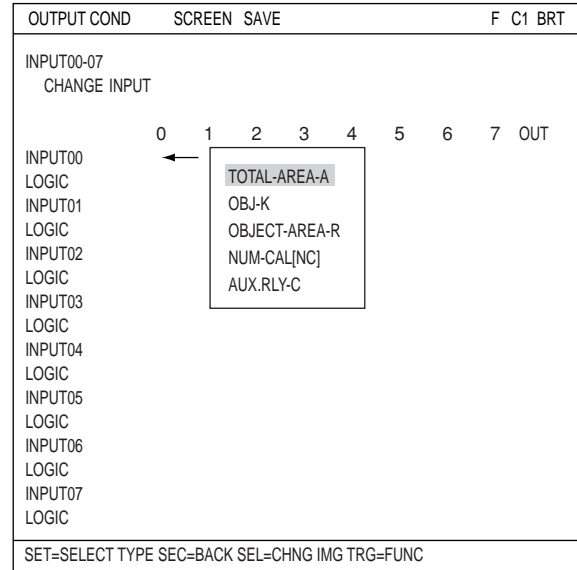 OUTPUT COND SCREEN SAVE F C1 BRT
INPUT00-07
CHANGE INPUT
0 1 2 3 4 5 6 7 OUT
INPUT00
LOGIC
TOTAL-AREA-A
INPUT01
OBJ-K
LOGIC
OBJECT-AREA-R
INPUT02
NUM-CAL[NC]
LOGIC
AUX.RLY-C
INPUT03
LOGIC
INPUT04
LOGIC
INPUT05
LOGIC
INPUT06
LOGIC
INPUT07
LOGIC
SET=SELECT TYPE SEC=BACK SEL=CHNG IMG TRG=FUNC